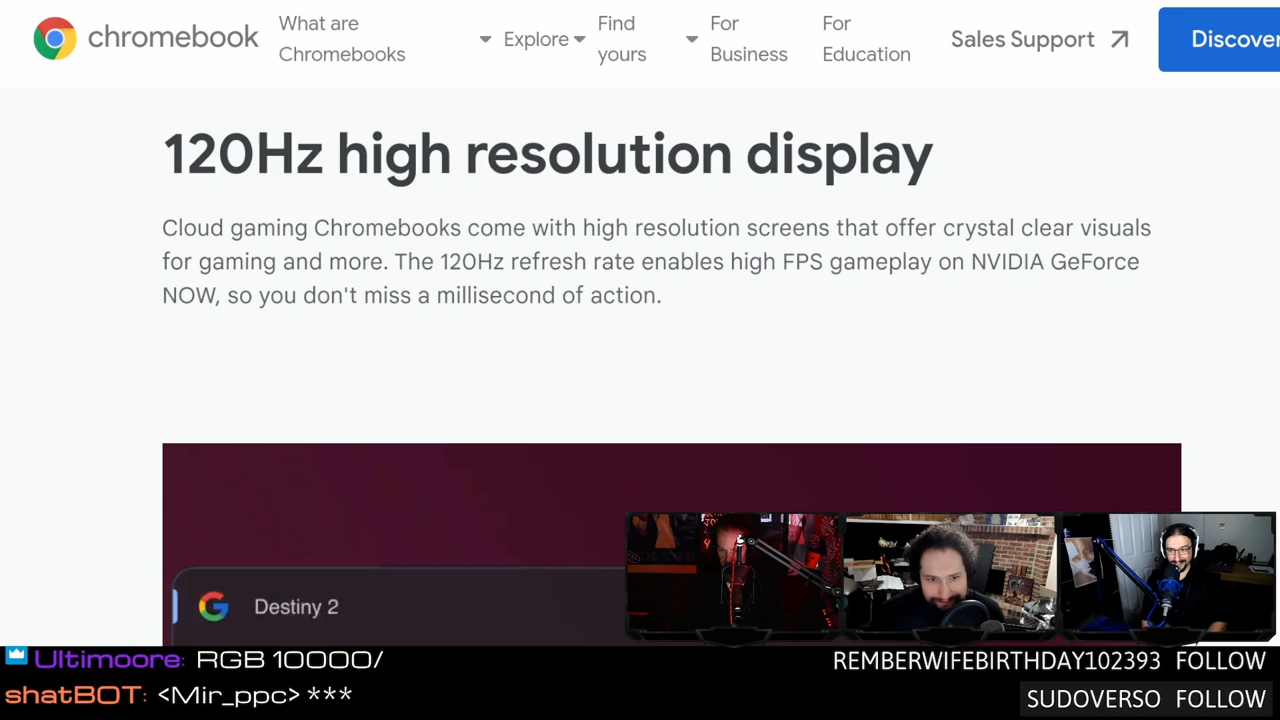 chromebook
What are
Chromebooks
Explore
Find
yours
For
Business
For
Education
Sales Support
Discover
120Hz high resolution display
Cloud gaming Chromebooks come with high resolution screens that offer crystal clear visuals
for gaming and more. The 120Hz refresh rate enables high FPS gameplay on NVIDIA GeForce
NOW, so you don't miss a millisecond of action.
Destiny 2
Ultimoore: RGB 10000/
shatBOT: <Mir_ppc> ***
REMBERWIFEBIRTHDAY102393 FOLLOW
SUDOVERSO FOLLOW